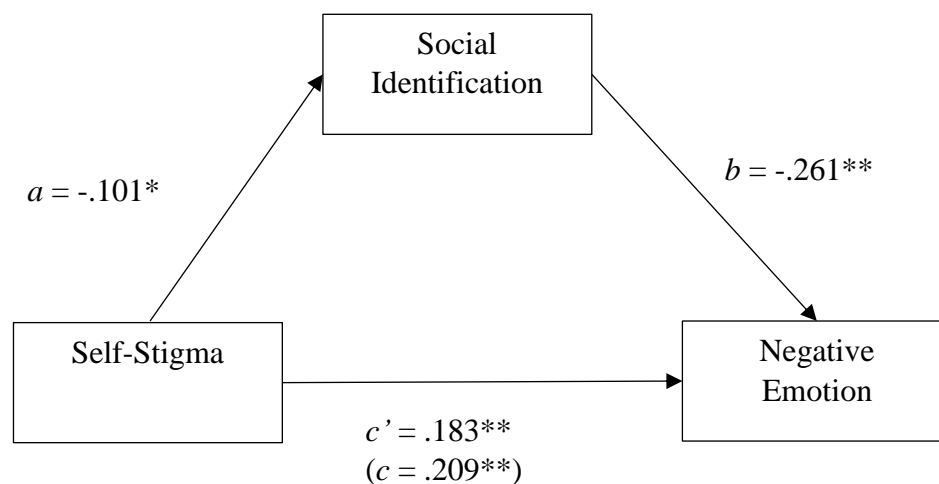 Social
Identification
a = -.101*
b = -.261**
Self-Stigma
Negative
Emotion
c’ = .183**
(c = .209**)